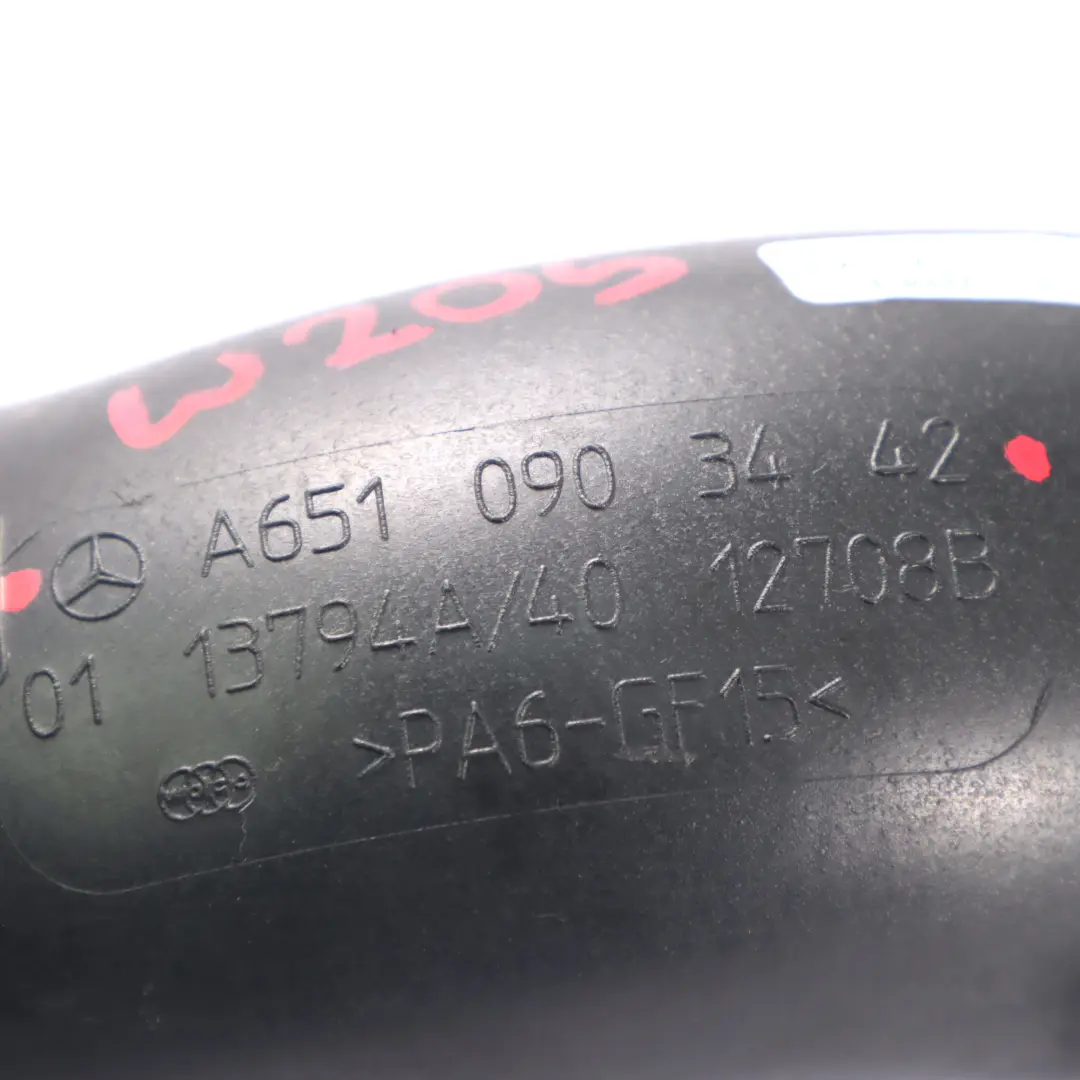 W205
A651 090 34 42
01 13794A/40 12708B
>PA6-GF15<